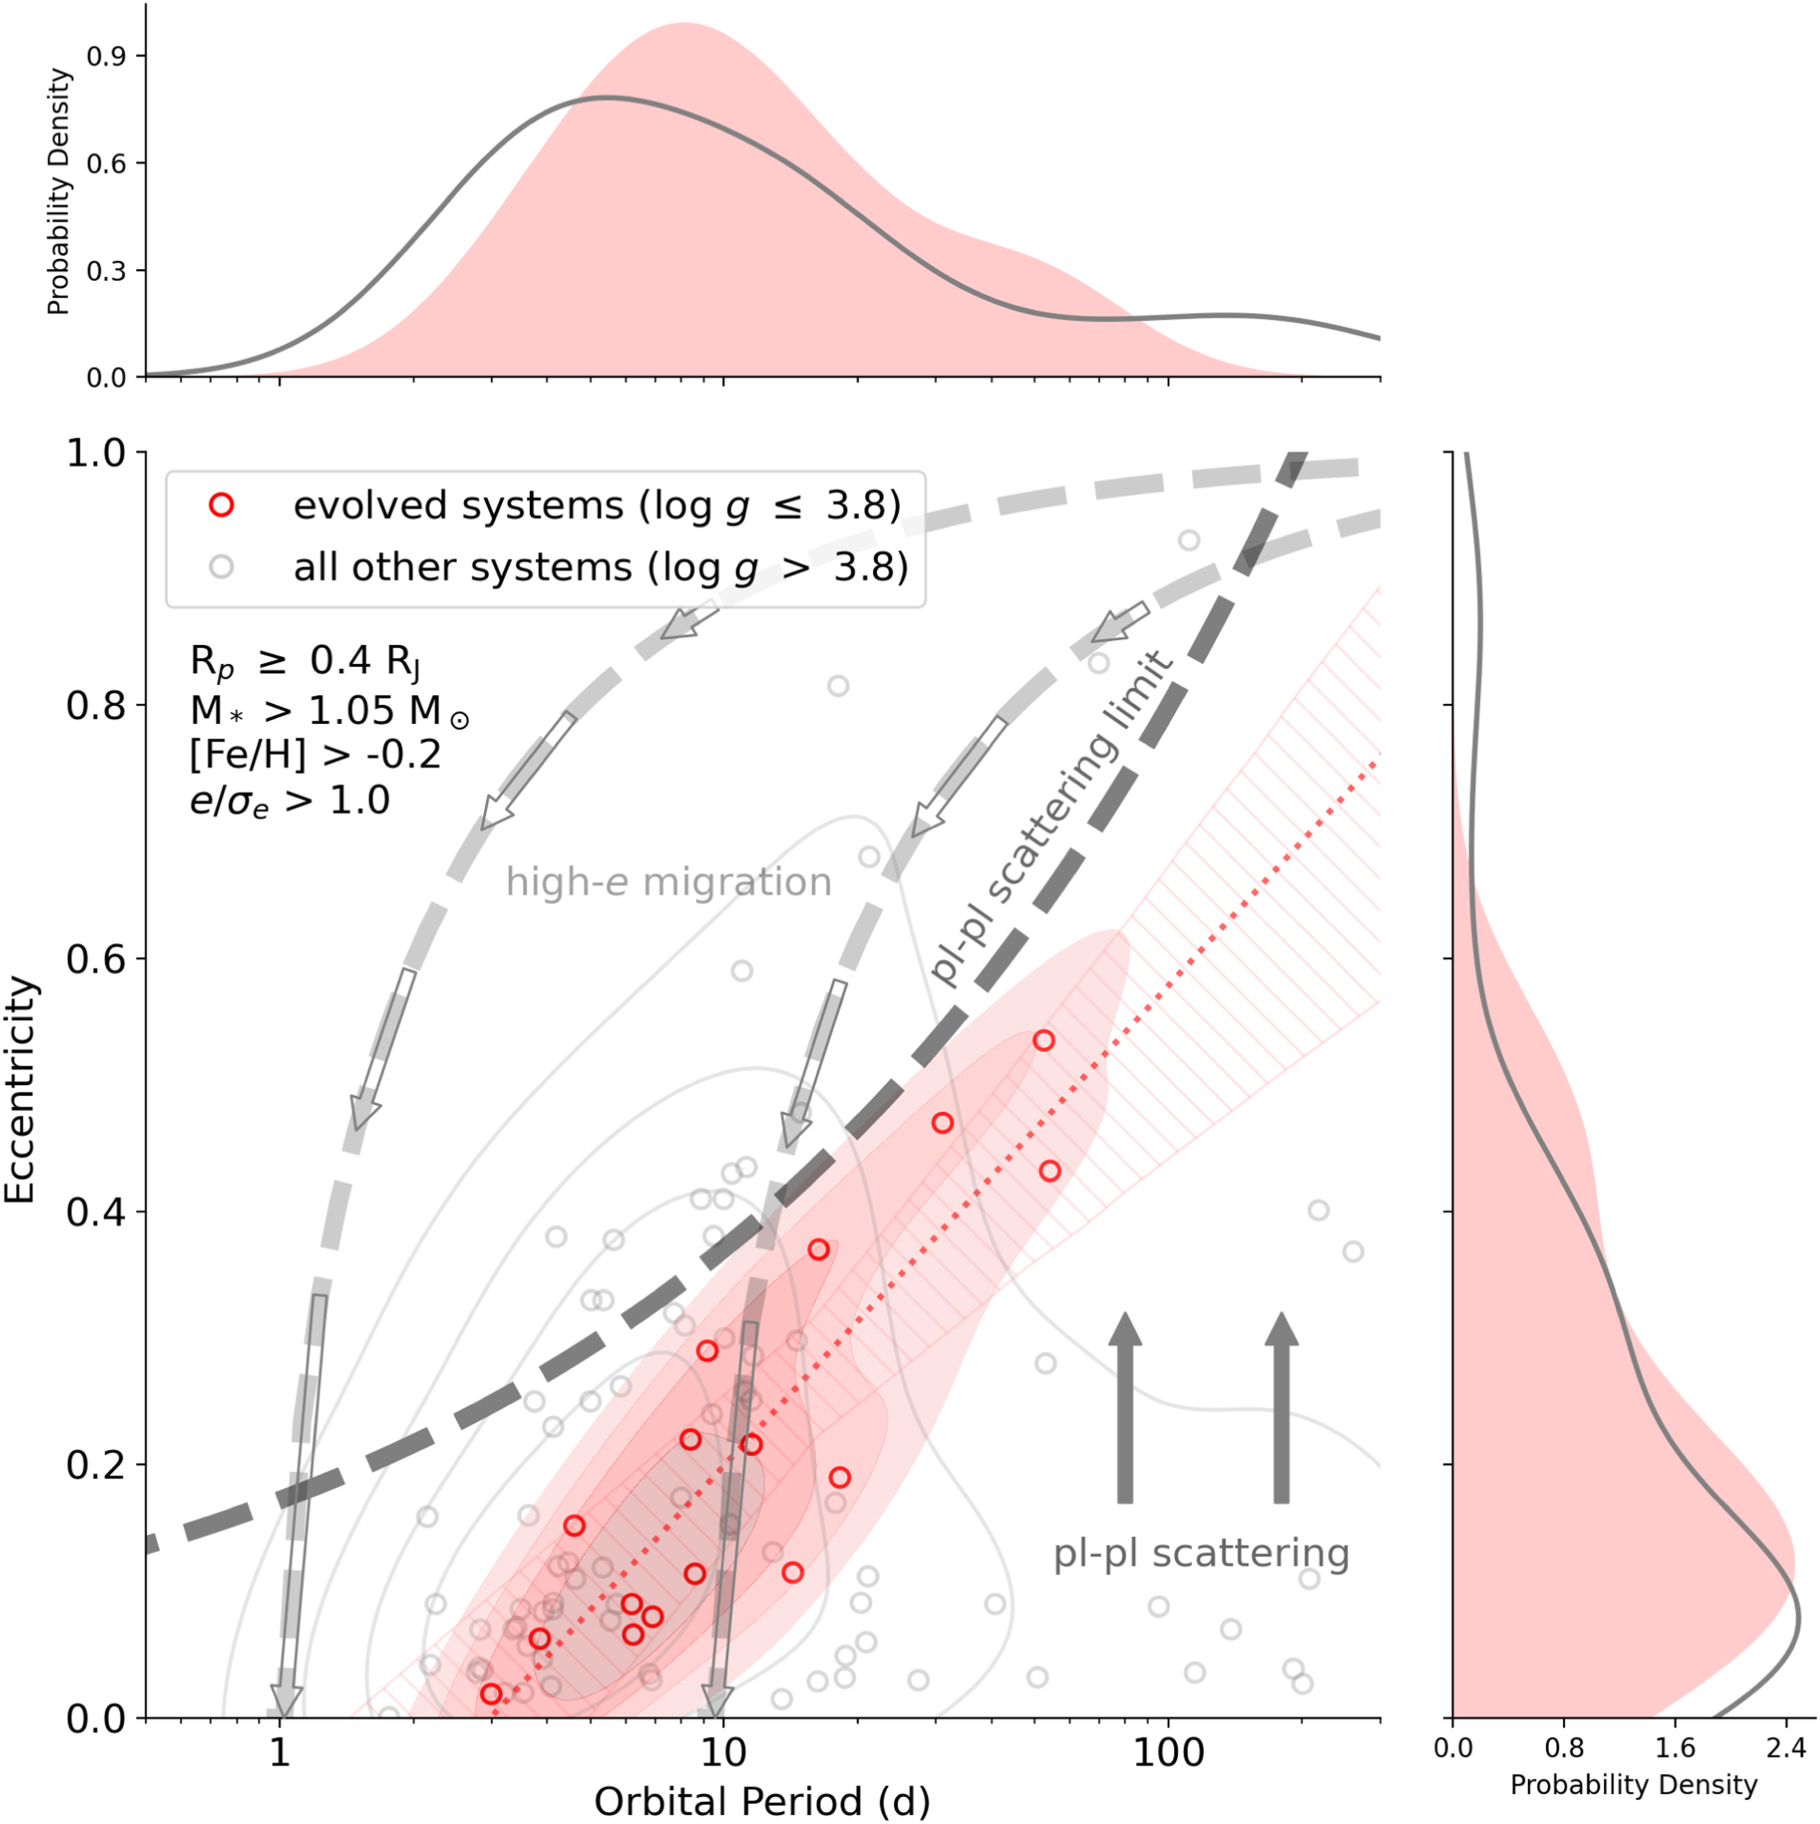 Probability Density
0.9
0.6
0.3
0.0
Eccentricity
1.0
0.8
0.6
0.4
0.2
0.0
evolved systems (log g ≤ 3.8)
all other systems (log g > 3.8)
R_p ≥ 0.4 R_J
M_* > 1.05 M_⊙
[Fe/H] > -0.2
e/σ_e > 1.0
high-e migration
pl-pl scattering limit
pl-pl scattering
1
10
100
Orbital Period (d)
0.0
0.8
1.6
2.4
Probability Density